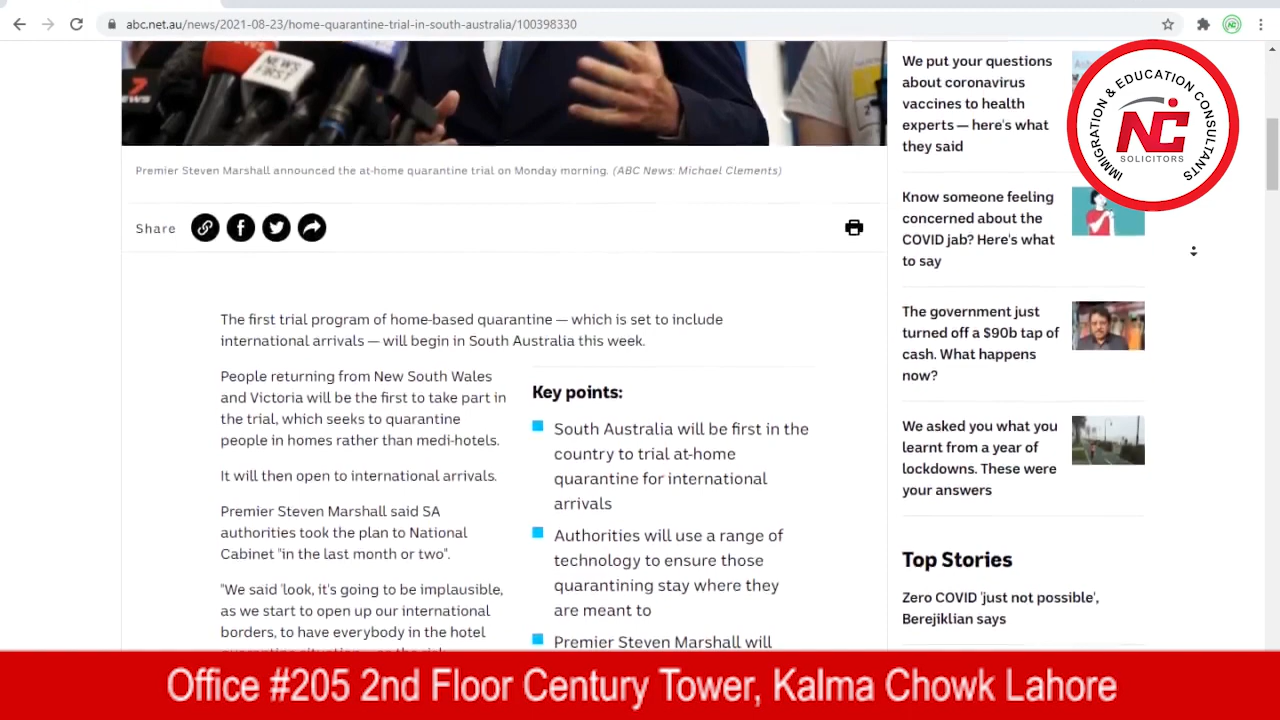 abc.net.au/news/2021-08-23/home-quarantine-trial-in-south-australia/100398330
7
NEWS
NEWS
FIRST
Premier Steven Marshall announced the at-home quarantine trial on Monday morning. (ABC News: Michael Clements)
Share
The first trial program of home-based quarantine — which is set to include
international arrivals — will begin in South Australia this week.
People returning from New South Wales
and Victoria will be the first to take part in
the trial, which seeks to quarantine
people in homes rather than medi-hotels.
It will then open to international arrivals.
Premier Steven Marshall said SA
authorities took the plan to National
Cabinet "in the last month or two".
"We said 'look, it's going to be implausible,
as we start to open up our international
borders, to have everybody in the hotel
Key points:
South Australia will be first in the
country to trial at-home
quarantine for international
arrivals
Authorities will use a range of
technology to ensure those
quarantining stay where they
are meant to
Premier Steven Marshall will
We put your questions
about coronavirus
vaccines to health
experts — here's what
they said
Know someone feeling
concerned about the
COVID jab? Here's what
to say
The government just
turned off a $90b tap of
cash. What happens
now?
We asked you what you
learnt from a year of
lockdowns. These were
your answers
Top Stories
Zero COVID 'just not possible',
Berejiklian says
IMMIGRATION & EDUCATION CONSULTANTS
NC
SOLICITORS
Office #205 2nd Floor Century Tower, Kalma Chowk Lahore